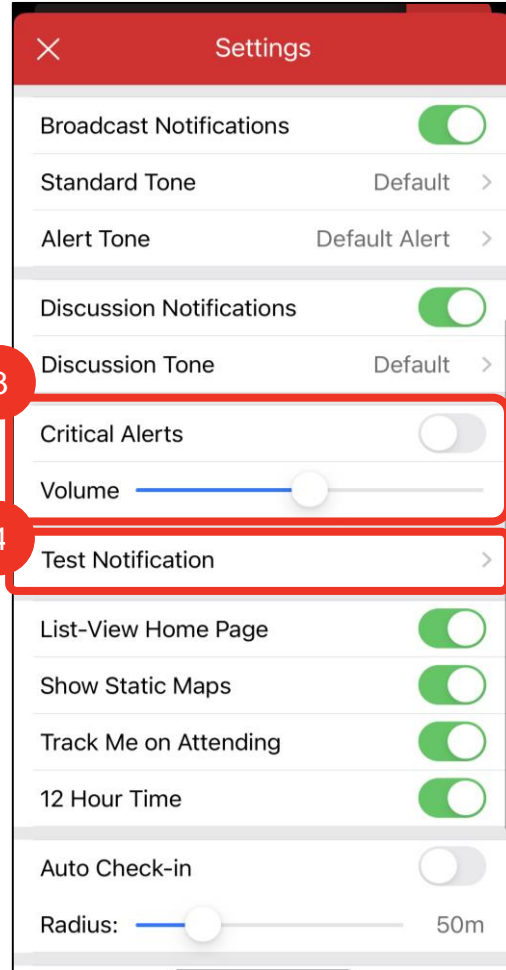 Settings
Broadcast Notifications
Standard Tone Default
Alert Tone Default Alert
Discussion Notifications
Discussion Tone Default
3
Critical Alerts
Volume
4
Test Notification
List-View Home Page
Show Static Maps
Track Me on Attending
12 Hour Time
Auto Check-in
Radius: 50m